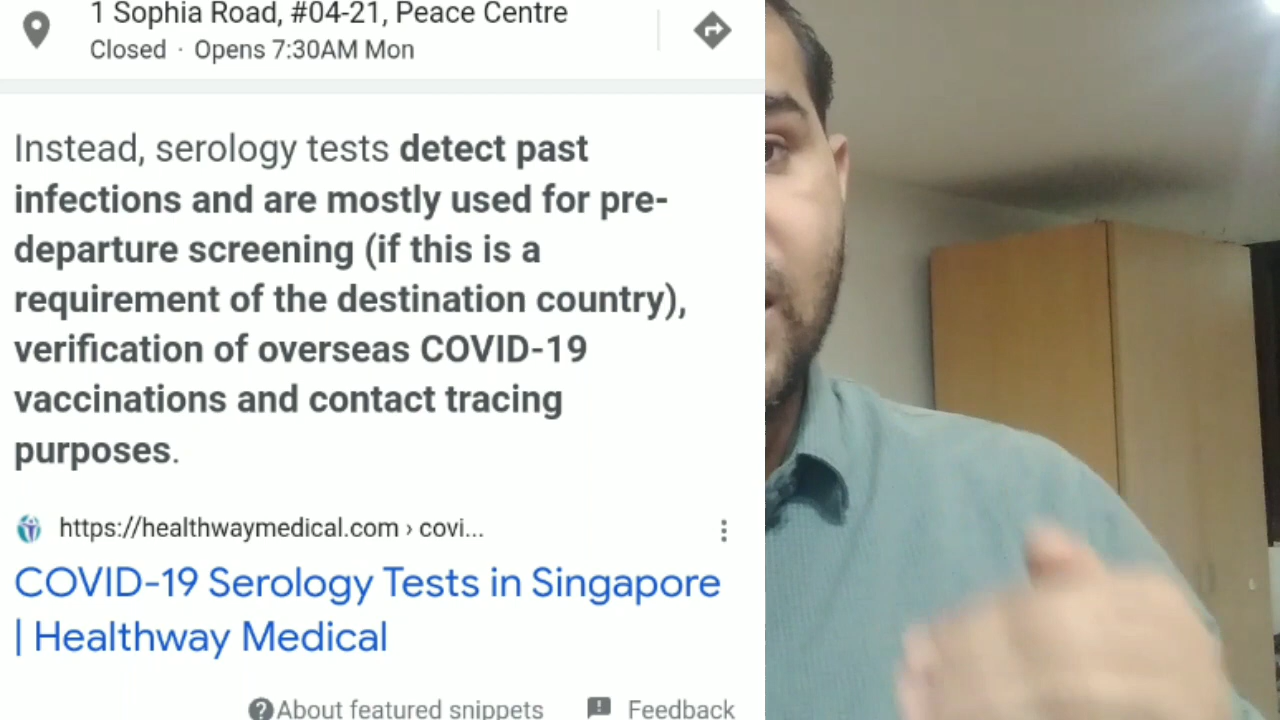 1 Sophia Road, #04-21, Peace Centre
Closed · Opens 7:30AM Mon
Instead, serology tests detect past
infections and are mostly used for pre-
departure screening (if this is a
requirement of the destination country),
verification of overseas COVID-19
vaccinations and contact tracing
purposes.
https://healthwaymedical.com › covi...
COVID-19 Serology Tests in Singapore
| Healthway Medical
About featured snippets
Feedback